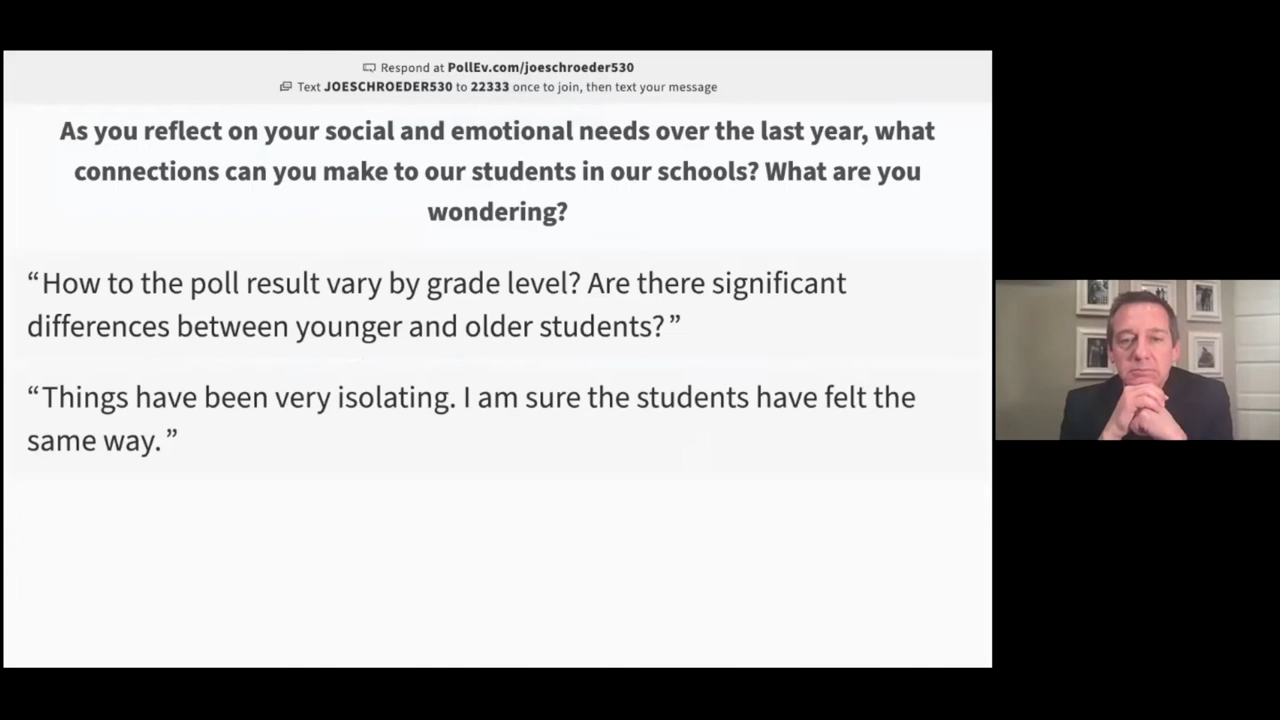 Respond at PollEv.com/joeschroeder530
Text JOESCHROEDER530 to 22333 once to join, then text your message
As you reflect on your social and emotional needs over the last year, what
connections can you make to our students in our schools? What are you
wondering?
“How to the poll result vary by grade level? Are there significant
differences between younger and older students?”
“Things have been very isolating. I am sure the students have felt the
same way.”